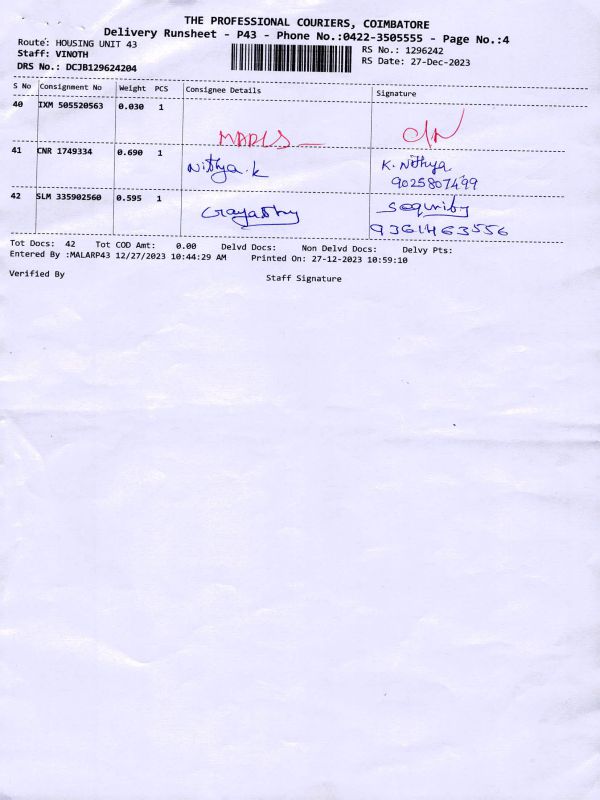 THE PROFESSIONAL COURIERS, COIMBATORE
Delivery Runsheet - P43 - Phone No.:0422-3505555 - Page No.:4
Route: HOUSING UNIT 43
RS No.: 1296242
Staff: VINOTH
RS Date: 27-Dec-2023
DRS No.: DCJB129624204
S No Consignment No Weight PCS Consignee Details Signature
40 IXM 505520563 0.030 1
41 CNR 1749334 0.690 1 Nithya.k K. Nithya
9025807499
42 SLM 335902560 0.595 1 Gayathry Sequrity
9361463556
Tot Docs: 42 Tot COD Amt: 0.00 Delvd Docs: Non Delvd Docs: Delvy Pts:
Entered By :MALARP43 12/27/2023 10:44:29 AM Printed On: 27-12-2023 10:59:10
Verified By Staff Signature